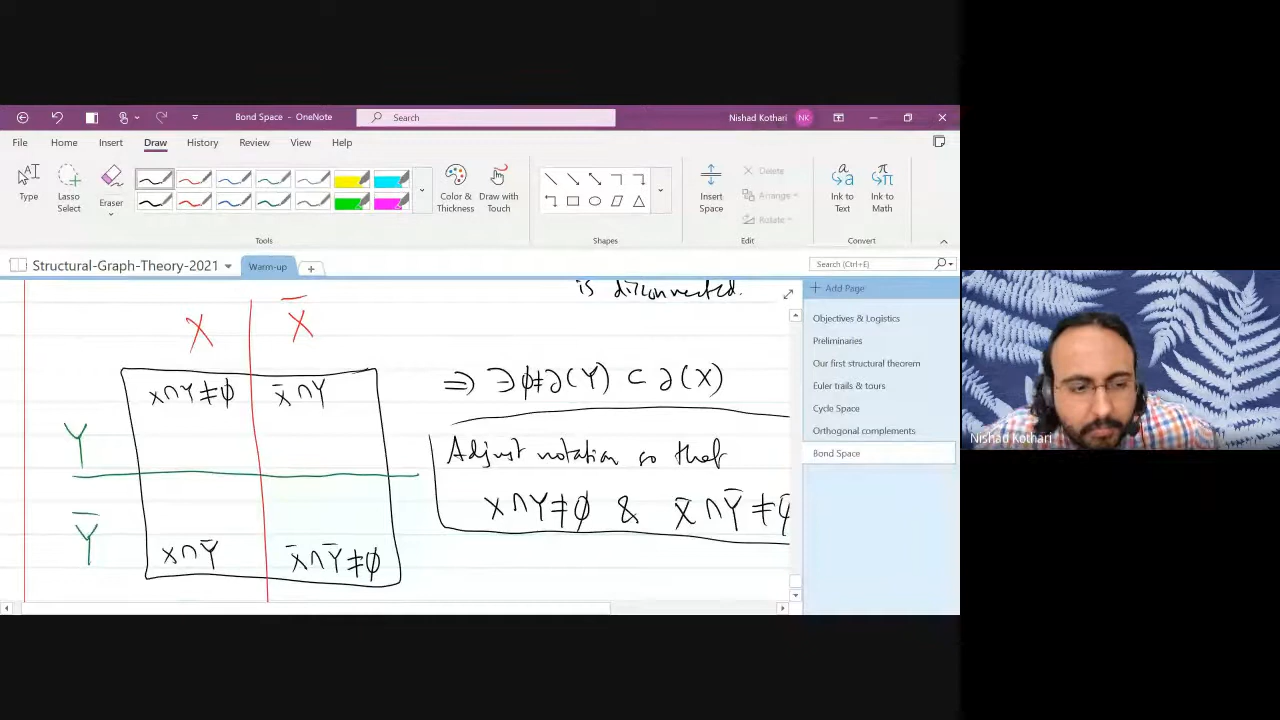 Bond Space - OneNote
Search
Nishad Kothari NK
File Home Insert Draw History Review View Help
Type
Lasso Select
Eraser
Color & Thickness
Draw with Touch
Insert Space
Delete
Arrange
Rotate
Ink to Text
Ink to Math
Tools
Shapes
Edit
Convert
Structural-Graph-Theory-2021
Warm-up
Search (Ctrl+E)
Add Page
Objectives & Logistics
Preliminaries
Our first structural theorem
Euler trails & tours
Cycle Space
Orthogonal complements
Bond Space
is disconnected.
X X̅
X∩Y≠ϕ X̅∩Y
Y
Y̅
X∩Y̅ X̅∩Y̅≠ϕ
⇒ ∃ ϕ≠∂(Y) ⊂ ∂(X)
Adjust notation so that
X∩Y≠ϕ & X̅∩Y̅≠ϕ
Nishad Kothari